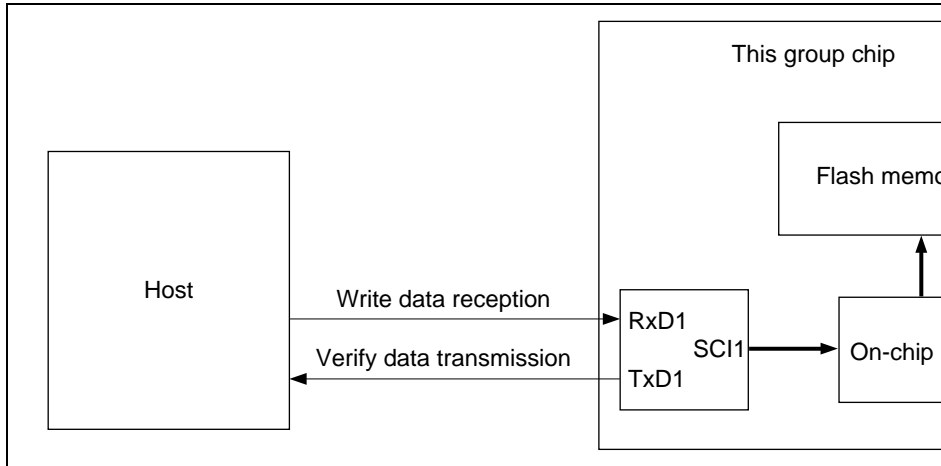 This group chip
Flash memo
Host
Write data reception
RxD1
SCI1
On-chip
Verify data transmission
TxD1